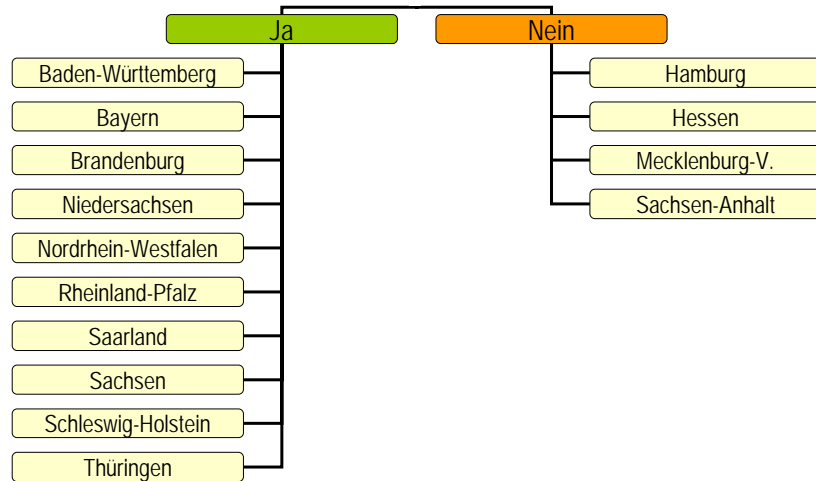 Ja
Nein
Baden-Württemberg
Bayern
Brandenburg
Niedersachsen
Nordrhein-Westfalen
Rheinland-Pfalz
Saarland
Sachsen
Schleswig-Holstein
Thüringen
Hamburg
Hessen
Mecklenburg-V.
Sachsen-Anhalt